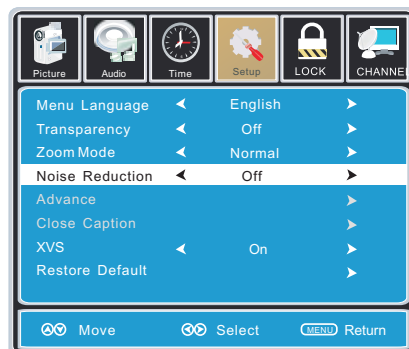 Picture Audio Time Setup LOCK CHANNE
Menu Language English
Transparency Off
Zoom Mode Normal
Noise Reduction Off
Advance
Close Caption
XVS On
Restore Default
Move Select MENU Return